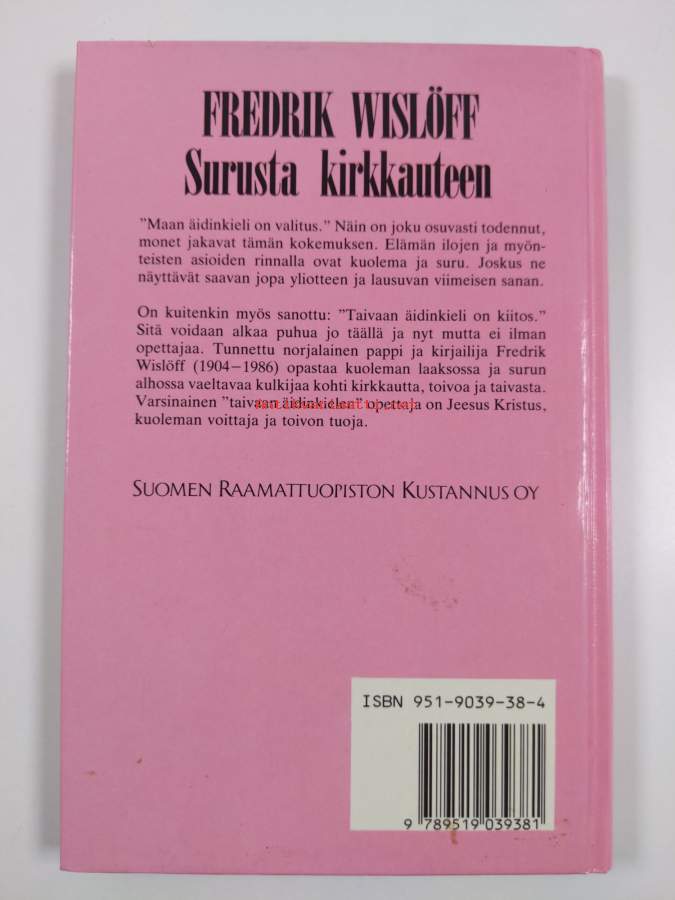 FREDRIK WISLÖFF
Surusta kirkkauteen
"Maan äidinkieli on valitus." Näin on joku osuvasti todennut,
monet jakavat tämän kokemuksen. Elämän ilojen ja myön-
teisten asioiden rinnalla ovat kuolema ja suru. Joskus ne
näyttävät saavan jopa yliotteen ja lausuvan viimeisen sanan.
On kuitenkin myös sanottu: "Taivaan äidinkieli on kiitos."
Sitä voidaan alkaa puhua jo täällä ja nyt mutta ei ilman
opettajaa. Tunnettu norjalainen pappi ja kirjailija Fredrik
Wislöff (1904–1986) opastaa kuoleman laaksossa ja surun
alhossa vaeltavaa kulkijaa kohti kirkkautta, toivoa ja taivasta.
Varsinainen "taivaan äidinkielen" opettaja on Jeesus Kristus,
kuoleman voittaja ja toivon tuoja.
SUOMEN RAAMATTUOPISTON KUSTANNUS OY
ISBN 951-9039-38-4
9 789519 039381